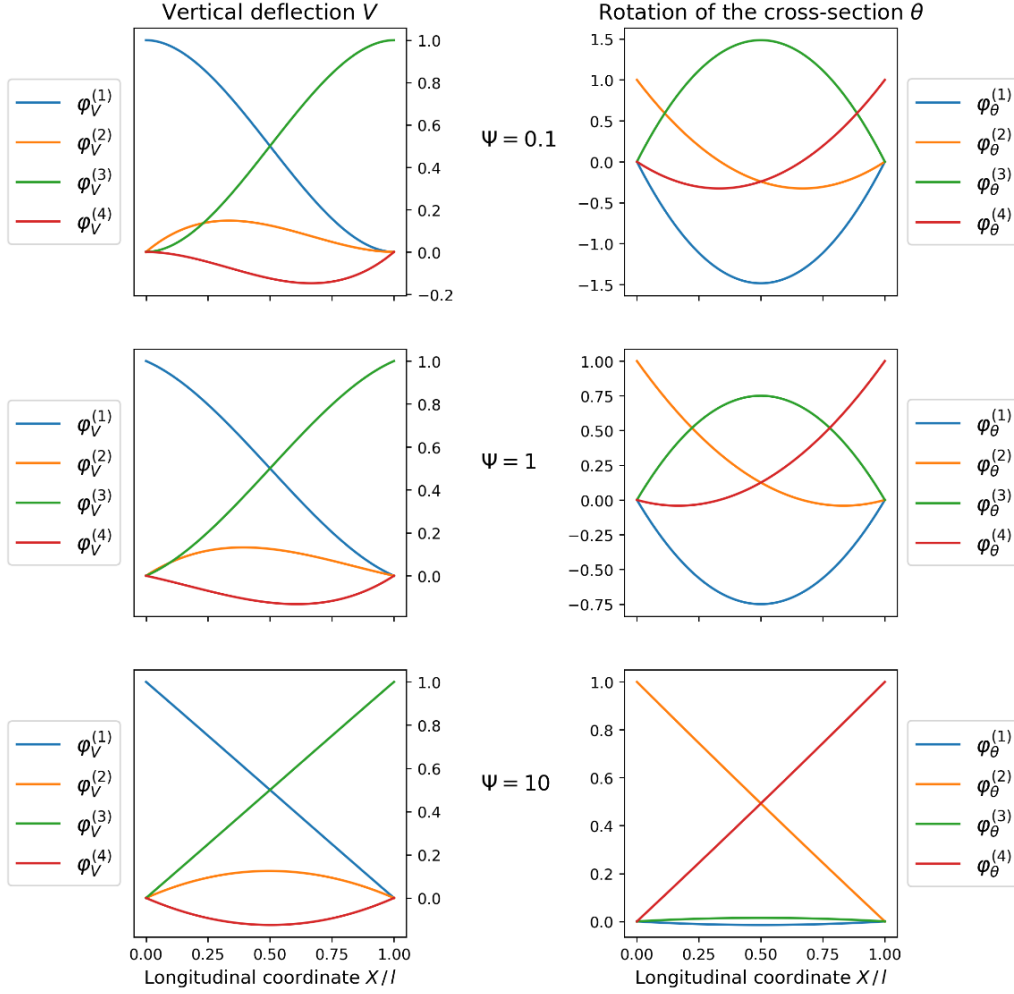 Vertical deflection V
Rotation of the cross-section θ
φ_V^(1)
φ_V^(2)
φ_V^(3)
φ_V^(4)
1.0
0.8
0.6
0.4
0.2
0.0
−0.2
Ψ = 0.1
1.5
1.0
0.5
0.0
−0.5
−1.0
−1.5
φ_θ^(1)
φ_θ^(2)
φ_θ^(3)
φ_θ^(4)
φ_V^(1)
φ_V^(2)
φ_V^(3)
φ_V^(4)
1.0
0.8
0.6
0.4
0.2
0.0
Ψ = 1
1.00
0.75
0.50
0.25
0.00
−0.25
−0.50
−0.75
φ_θ^(1)
φ_θ^(2)
φ_θ^(3)
φ_θ^(4)
φ_V^(1)
φ_V^(2)
φ_V^(3)
φ_V^(4)
1.0
0.8
0.6
0.4
0.2
0.0
Ψ = 10
1.0
0.8
0.6
0.4
0.2
0.0
φ_θ^(1)
φ_θ^(2)
φ_θ^(3)
φ_θ^(4)
0.00 0.25 0.50 0.75 1.00
Longitudinal coordinate X/l
0.00 0.25 0.50 0.75 1.00
Longitudinal coordinate X/l